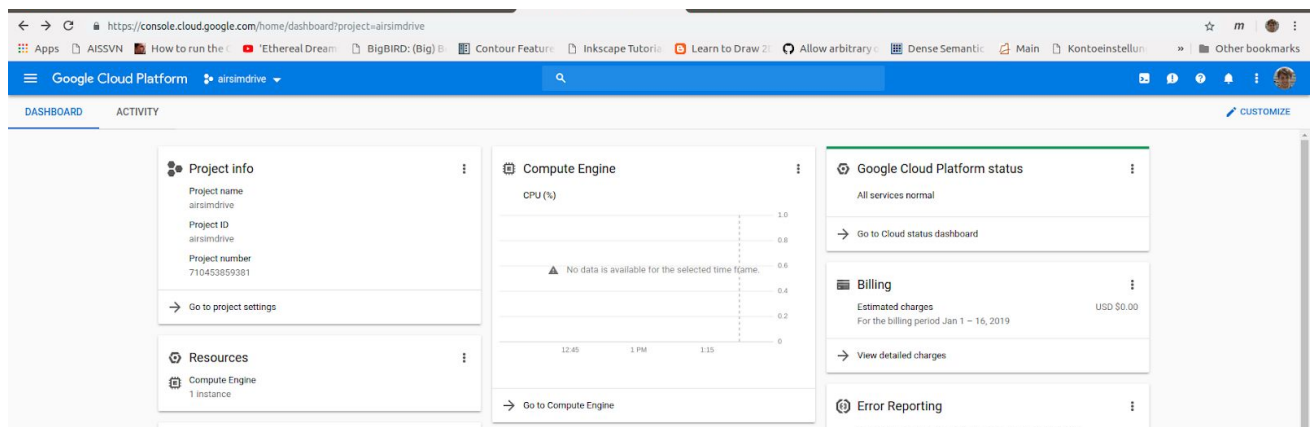 https://console.cloud.google.com/home/dashboard?project=airsimdrive
m
Apps AISSVN How to run the 'Ethereal Dream BigBIRD: (Big) B Contour Feature Inkscape Tutoria Learn to Draw 2 Allow arbitrary Dense Semantic Main Kontoeinstellun » Other bookmarks
Google Cloud Platform airsimdrive
DASHBOARD ACTIVITY CUSTOMIZE
Project info
Project name
airsimdrive
Project ID
airsimdrive
Project number
710453859381
Go to project settings
Resources
Compute Engine
1 instance
Compute Engine
CPU (%)
1.0
0.8
No data is available for the selected time frame. 0.6
0.4
0.2
0
12:45 1 PM 1:15
Go to Compute Engine
Google Cloud Platform status
All services normal
Go to Cloud status dashboard
Billing
Estimated charges USD $0.00
For the billing period Jan 1 – 16, 2019
View detailed charges
Error Reporting